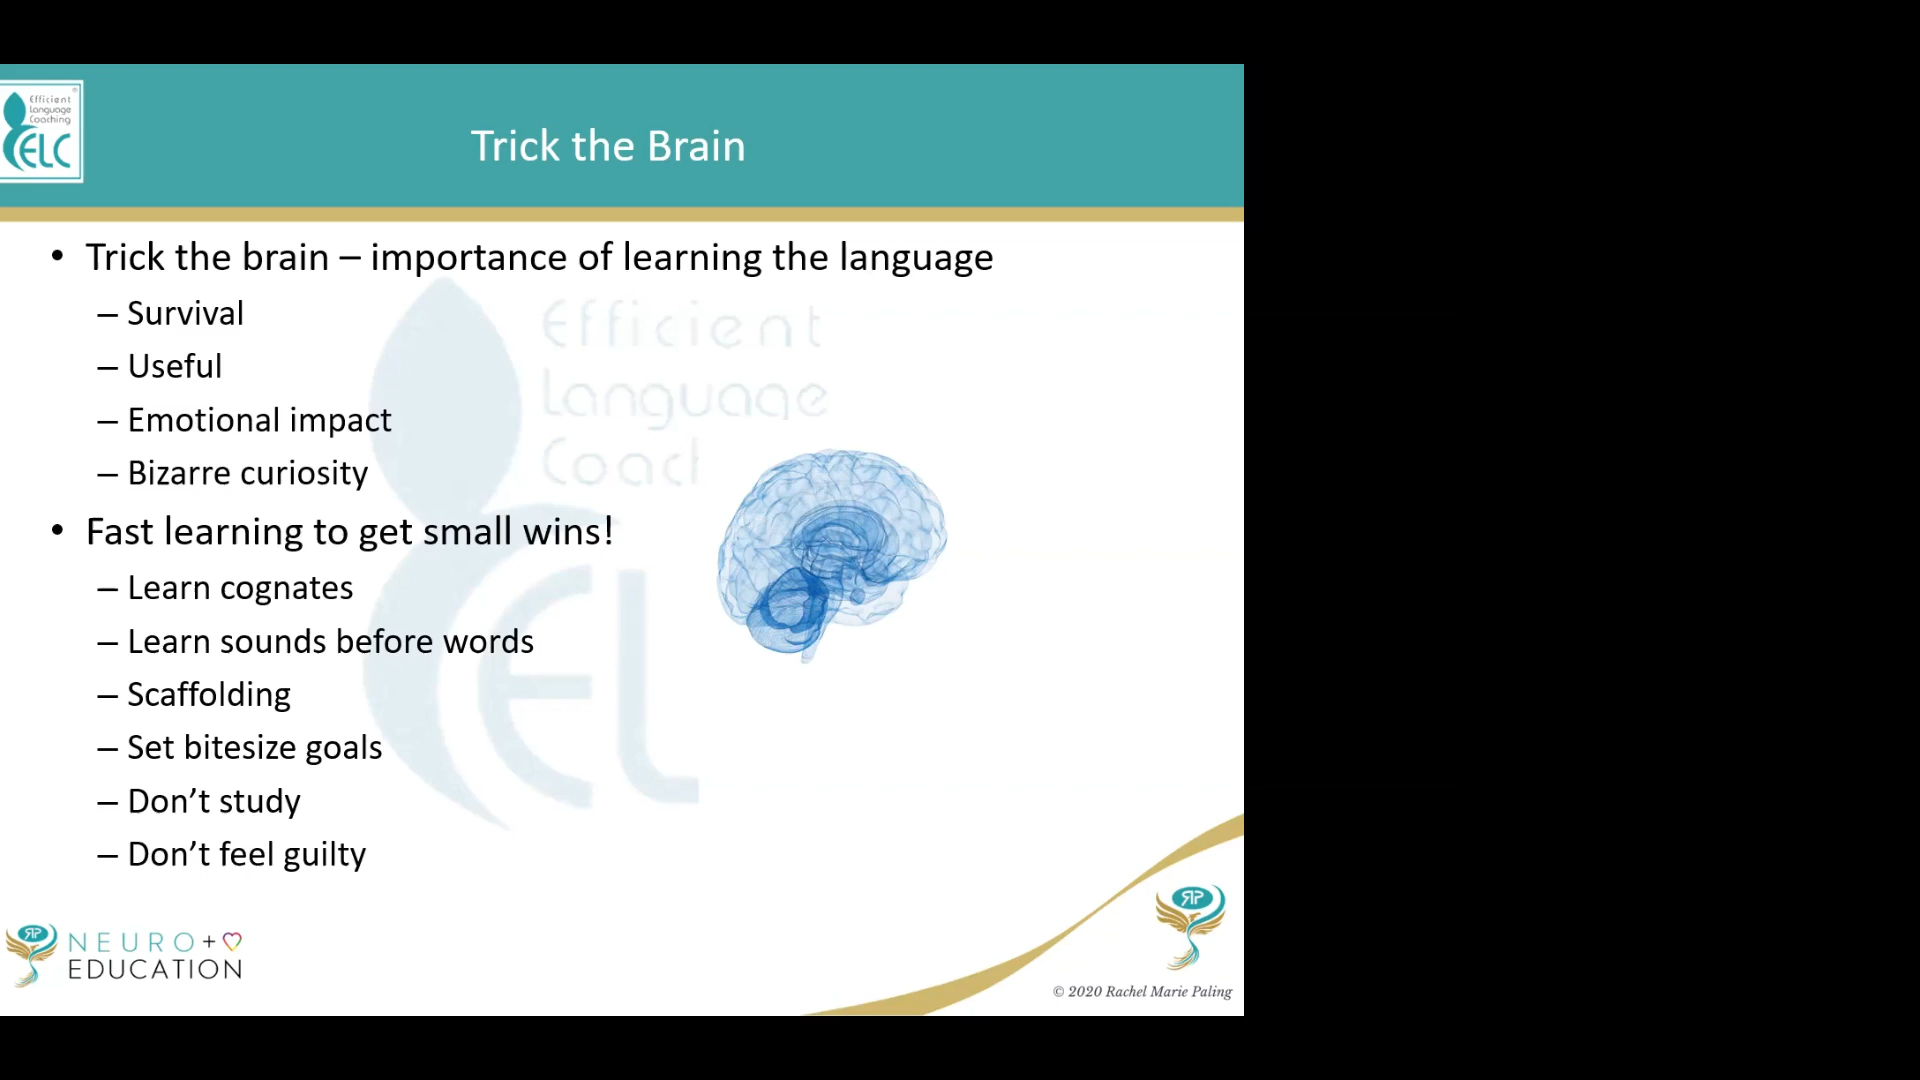 Efficient
Language
Coaching
ELC
Trick the Brain
• Trick the brain – importance of learning the language
– Survival
– Useful
– Emotional impact
– Bizarre curiosity
• Fast learning to get small wins!
– Learn cognates
– Learn sounds before words
– Scaffolding
– Set bitesize goals
– Don’t study
– Don’t feel guilty
Efficient
Language
Coach
EL
NEURO+
EDUCATION
© 2020 Rachel Marie Paling